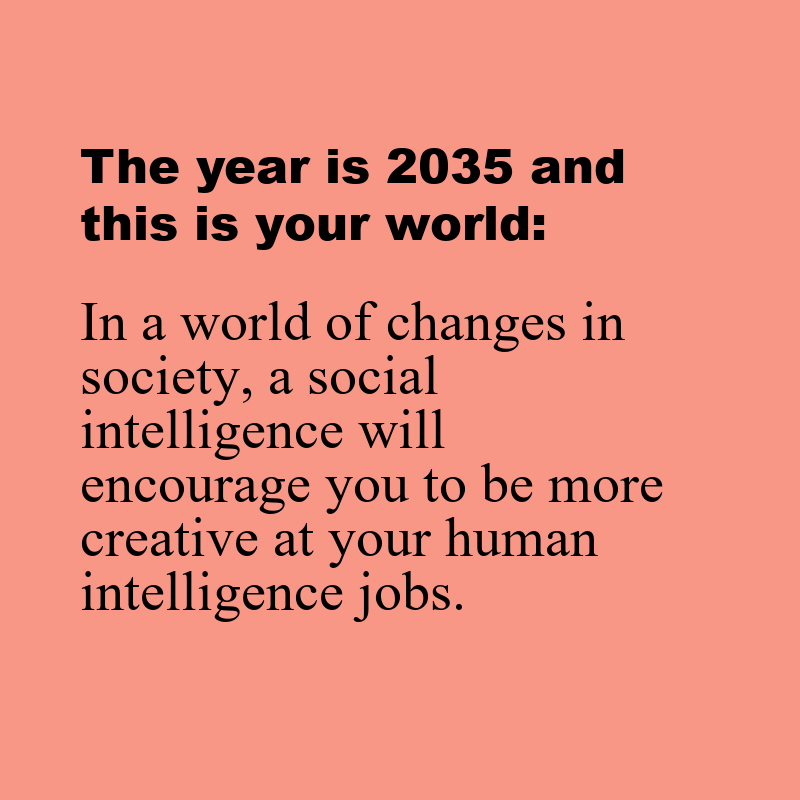 The year is 2035 and
this is your world:
In a world of changes in
society, a social
intelligence will
encourage you to be more
creative at your human
intelligence jobs.